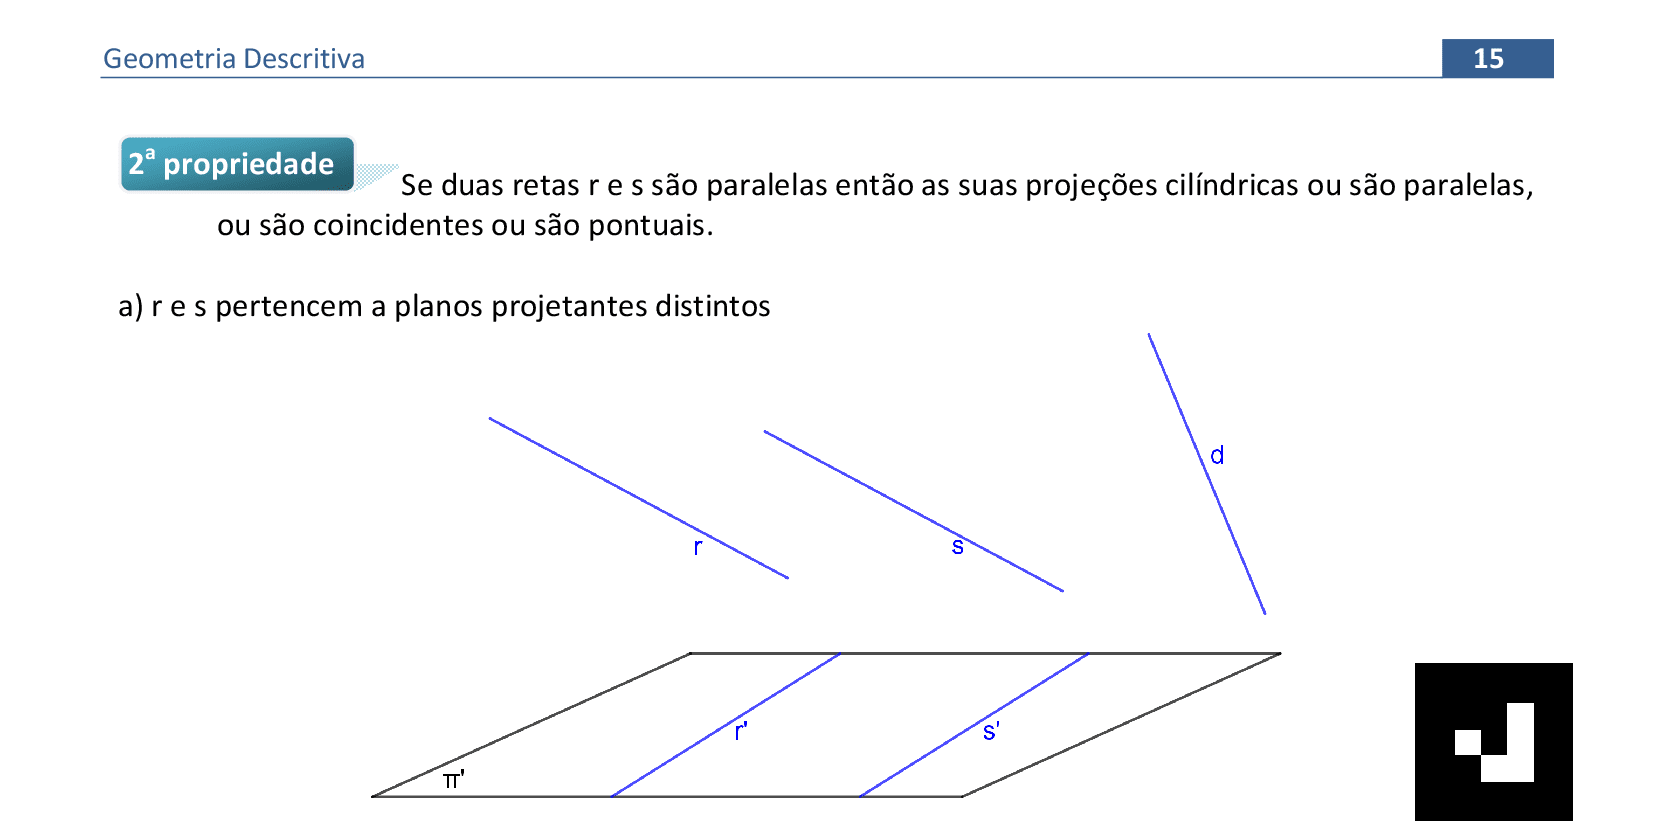 Geometria Descritiva 15
2ª propriedade Se duas retas r e s são paralelas então as suas projeções cilíndricas ou são paralelas,
ou são coincidentes ou são pontuais.
a) r e s pertencem a planos projetantes distintos
d
r
s
r'
s'
π'